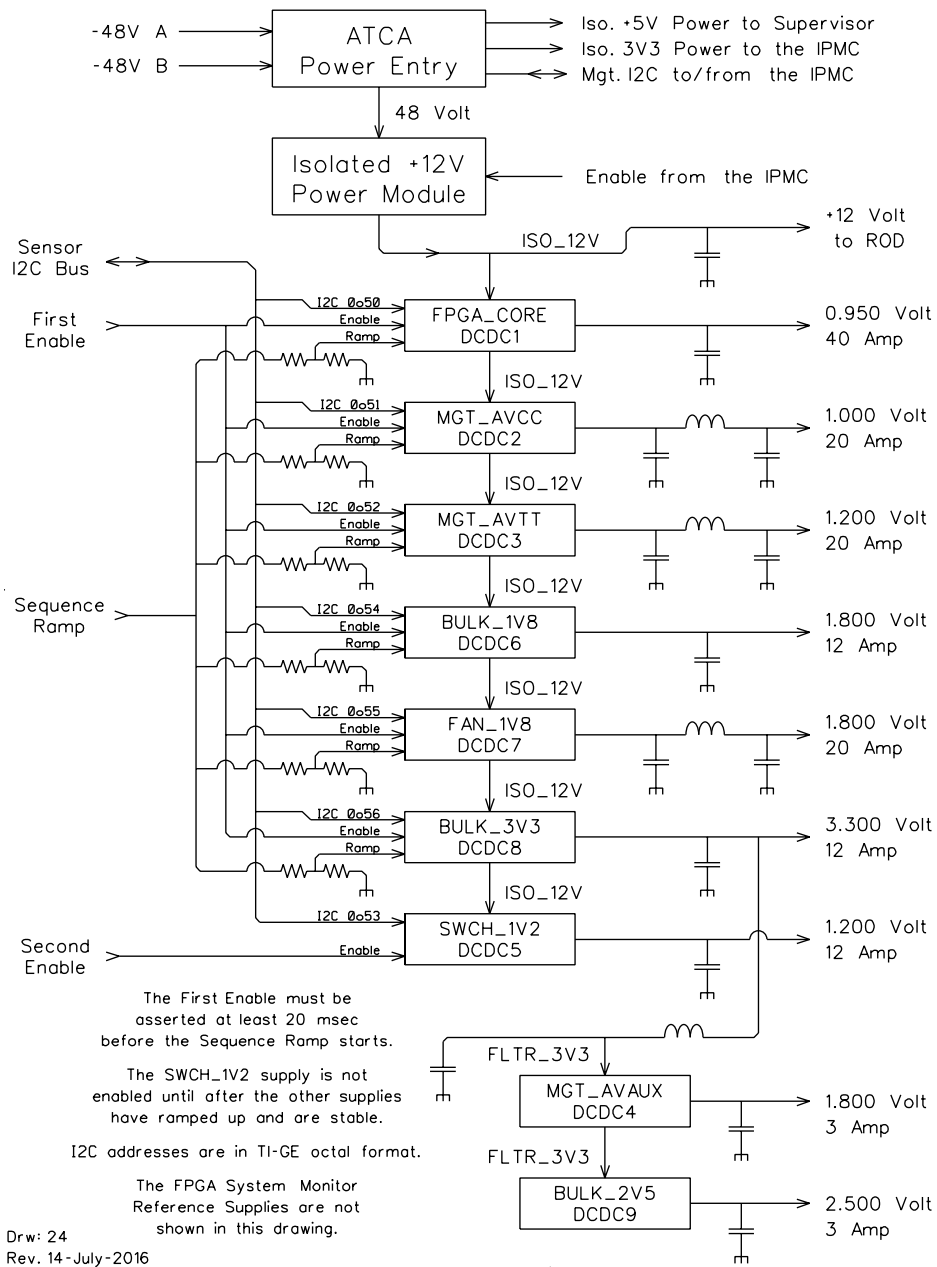 -48V A
-48V B
ATCA
Power Entry
Iso. +5V Power to Supervisor
Iso. 3V3 Power to the IPMC
Mgt. I2C to/from the IPMC
48 Volt
Isolated +12V
Power Module
Enable from the IPMC
ISO_12V
+12 Volt
to ROD
Sensor
I2C Bus
First
Enable
I2C 0o50
Enable
Ramp
FPGA_CORE
DCDC1
0.950 Volt
40 Amp
ISO_12V
I2C 0o51
Enable
Ramp
MGT_AVCC
DCDC2
1.000 Volt
20 Amp
ISO_12V
I2C 0o52
Enable
Ramp
MGT_AVTT
DCDC3
1.200 Volt
20 Amp
ISO_12V
Sequence
Ramp
I2C 0o54
Enable
Ramp
BULK_1V8
DCDC6
1.800 Volt
12 Amp
ISO_12V
I2C 0o55
Enable
Ramp
FAN_1V8
DCDC7
1.800 Volt
20 Amp
ISO_12V
I2C 0o56
Enable
Ramp
BULK_3V3
DCDC8
3.300 Volt
12 Amp
ISO_12V
I2C 0o53
Enable
SWCH_1V2
DCDC5
1.200 Volt
12 Amp
Second
Enable
The First Enable must be
asserted at least 20 msec
before the Sequence Ramp starts.
The SWCH_1V2 supply is not
enabled until after the other supplies
have ramped up and are stable.
I2C addresses are in TI-GE octal format.
The FPGA System Monitor
Reference Supplies are not
shown in this drawing.
FLTR_3V3
MGT_AVAUX
DCDC4
1.800 Volt
3 Amp
FLTR_3V3
BULK_2V5
DCDC9
2.500 Volt
3 Amp
Drw: 24
Rev. 14-July-2016